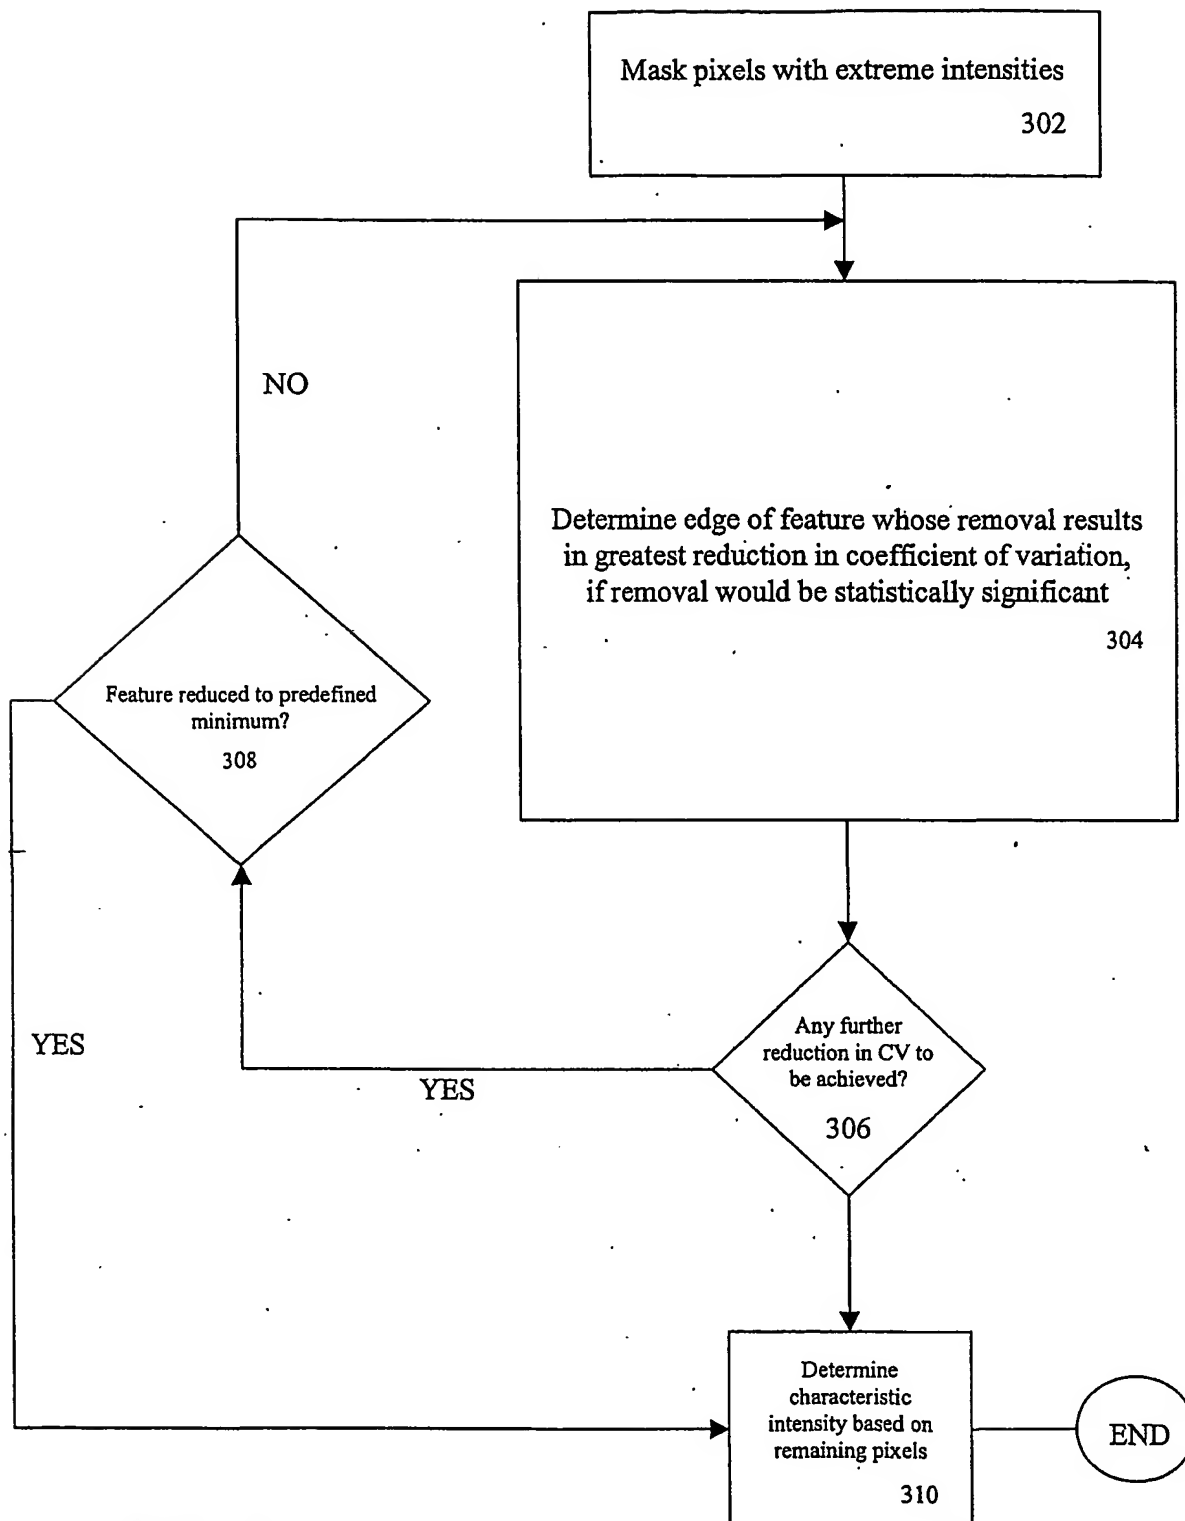 Mask pixels with extreme intensities
302
NO
Determine edge of feature whose removal results
in greatest reduction in coefficient of variation,
if removal would be statistically significant
304
Feature reduced to predefined
minimum?
308
YES
YES
Any further
reduction in CV to
be achieved?
306
Determine
characteristic
intensity based on
remaining pixels
310
END